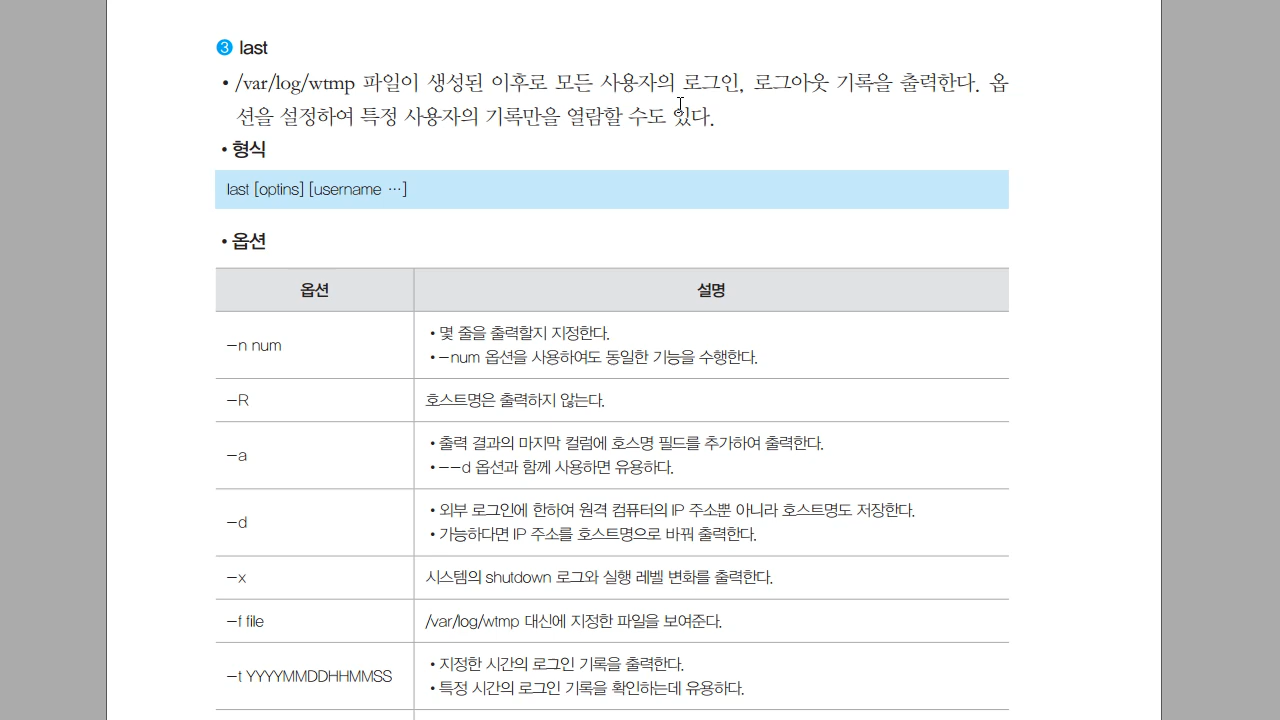 ❸ last
• /var/log/wtmp 파일이 생성된 이후로 모든 사용자의 로그인, 로그아웃 기록을 출력한다. 옵
션을 설정하여 특정 사용자의 기록만을 열람할 수도 있다.
• 형식
last [optins] [username …]
• 옵션
옵션 설명
–n num
• 몇 줄을 출력할지 지정한다.
• –num 옵션을 사용하여도 동일한 기능을 수행한다.
–R 호스트명은 출력하지 않는다.
–a
• 출력 결과의 마지막 컬럼에 호스명 필드를 추가하여 출력한다.
• ––d 옵션과 함께 사용하면 유용하다.
–d
• 외부 로그인에 한하여 원격 컴퓨터의 IP 주소뿐 아니라 호스트명도 저장한다.
• 가능하다면 IP 주소를 호스트명으로 바꿔 출력한다.
–x 시스템의 shutdown 로그와 실행 레벨 변화를 출력한다.
–f file /var/log/wtmp 대신에 지정한 파일을 보여준다.
–t YYYYMMDDHHMMSS
• 지정한 시간의 로그인 기록을 출력한다.
• 특정 시간의 로그인 기록을 확인하는데 유용하다.